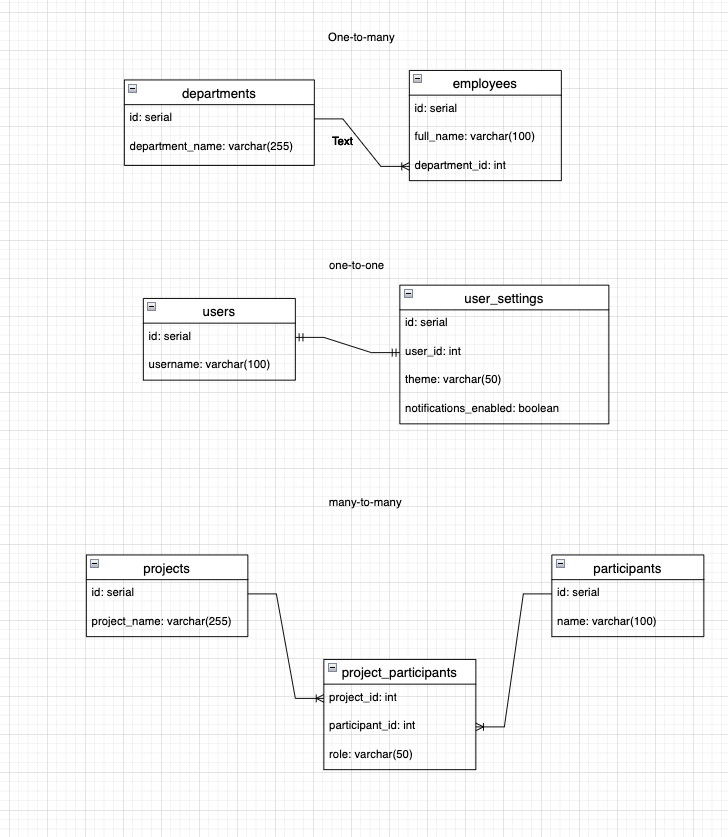 One-to-many
departments
id: serial
department_name: varchar(255)
Text
employees
id: serial
full_name: varchar(100)
department_id: int
one-to-one
users
id: serial
username: varchar(100)
user_settings
id: serial
user_id: int
theme: varchar(50)
notifications_enabled: boolean
many-to-many
projects
id: serial
project_name: varchar(255)
participants
id: serial
name: varchar(100)
project_participants
project_id: int
participant_id: int
role: varchar(50)